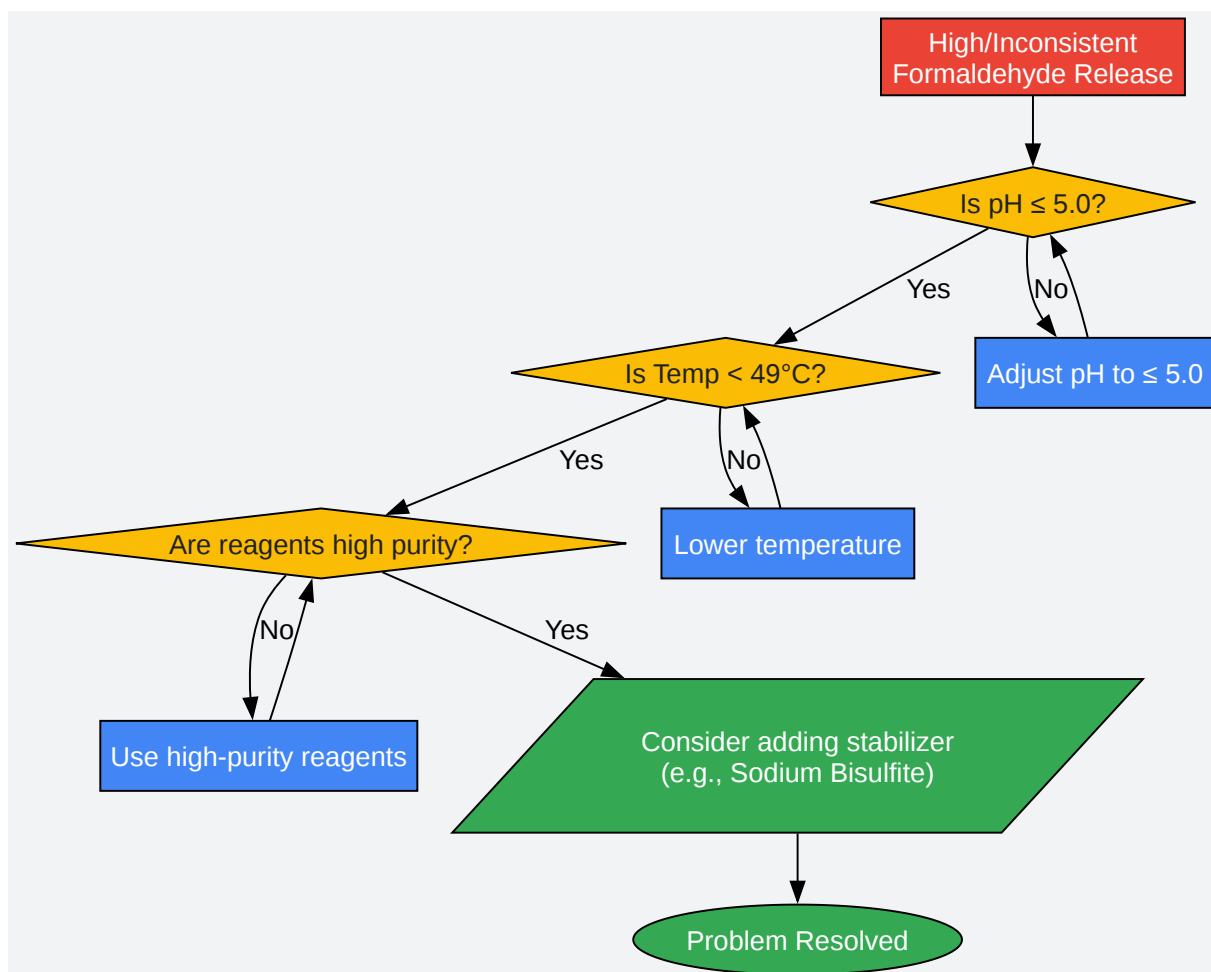 High/Inconsistent
Formaldehyde Release
Is pH ≤ 5.0?
Yes
No
Is Temp < 49°C?
Adjust pH to ≤ 5.0
Yes
No
Are reagents high purity?
Lower temperature
No
Yes
Use high-purity reagents
Consider adding stabilizer
(e.g., Sodium Bisulfite)
Problem Resolved